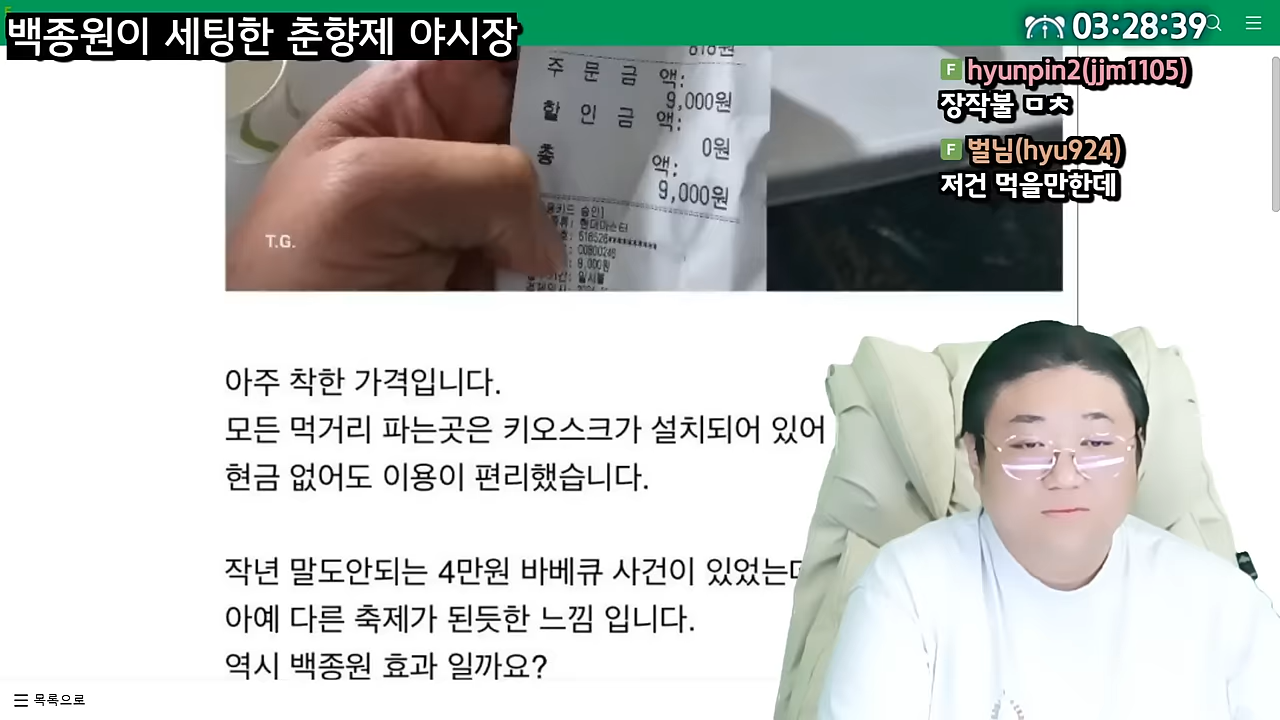 백종원이 세팅한 춘향제 야시장
03:28:39
F hyunpin2(jjm1105)
장작불 ㅁㅊ
F 벌님(hyu924)
저건 먹을만한데
주 문 금 액:
9,000원
할 인 금 액:
0원
총 액:
9,000원
T.G.
9,000원
아주 착한 가격입니다.
모든 먹거리 파는곳은 키오스크가 설치되어 있어
현금 없어도 이용이 편리했습니다.
작년 말도안되는 4만원 바베큐 사건이 있었는데
아예 다른 축제가 된듯한 느낌 입니다.
역시 백종원 효과 일까요?
목록으로